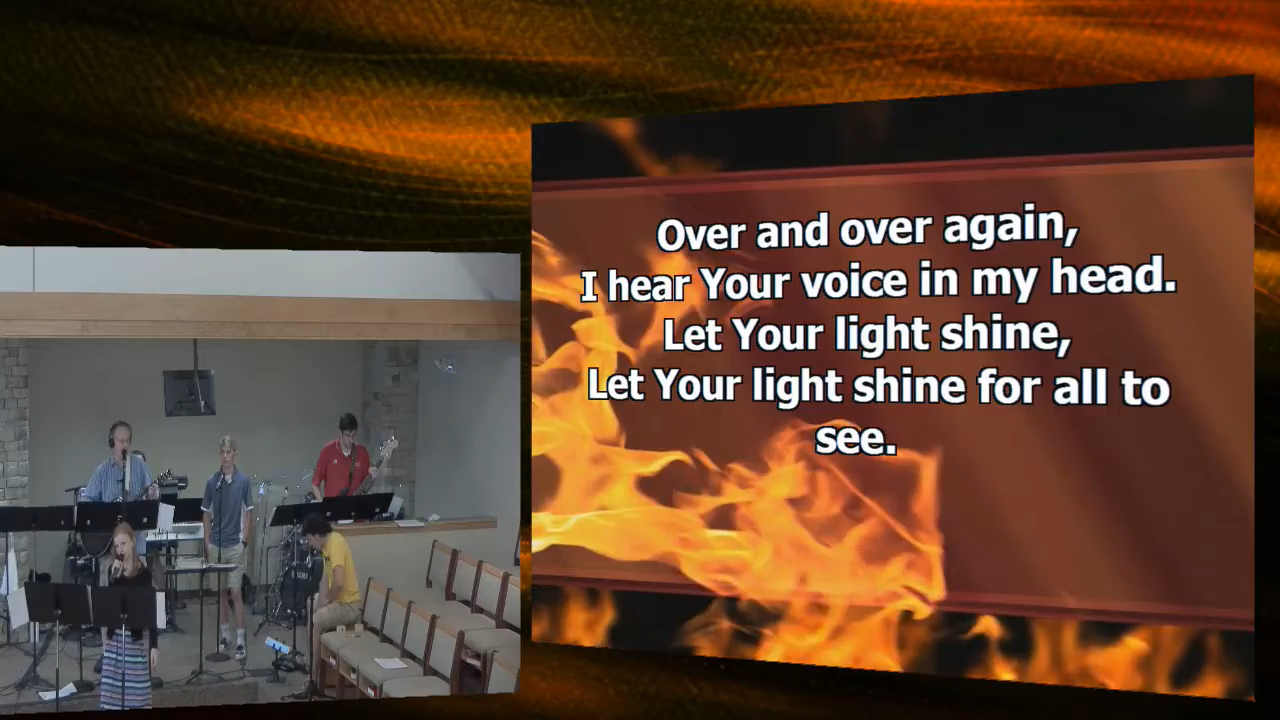 Over and over again,
I hear Your voice in my head.
Let Your light shine,
Let Your light shine for all to
see.